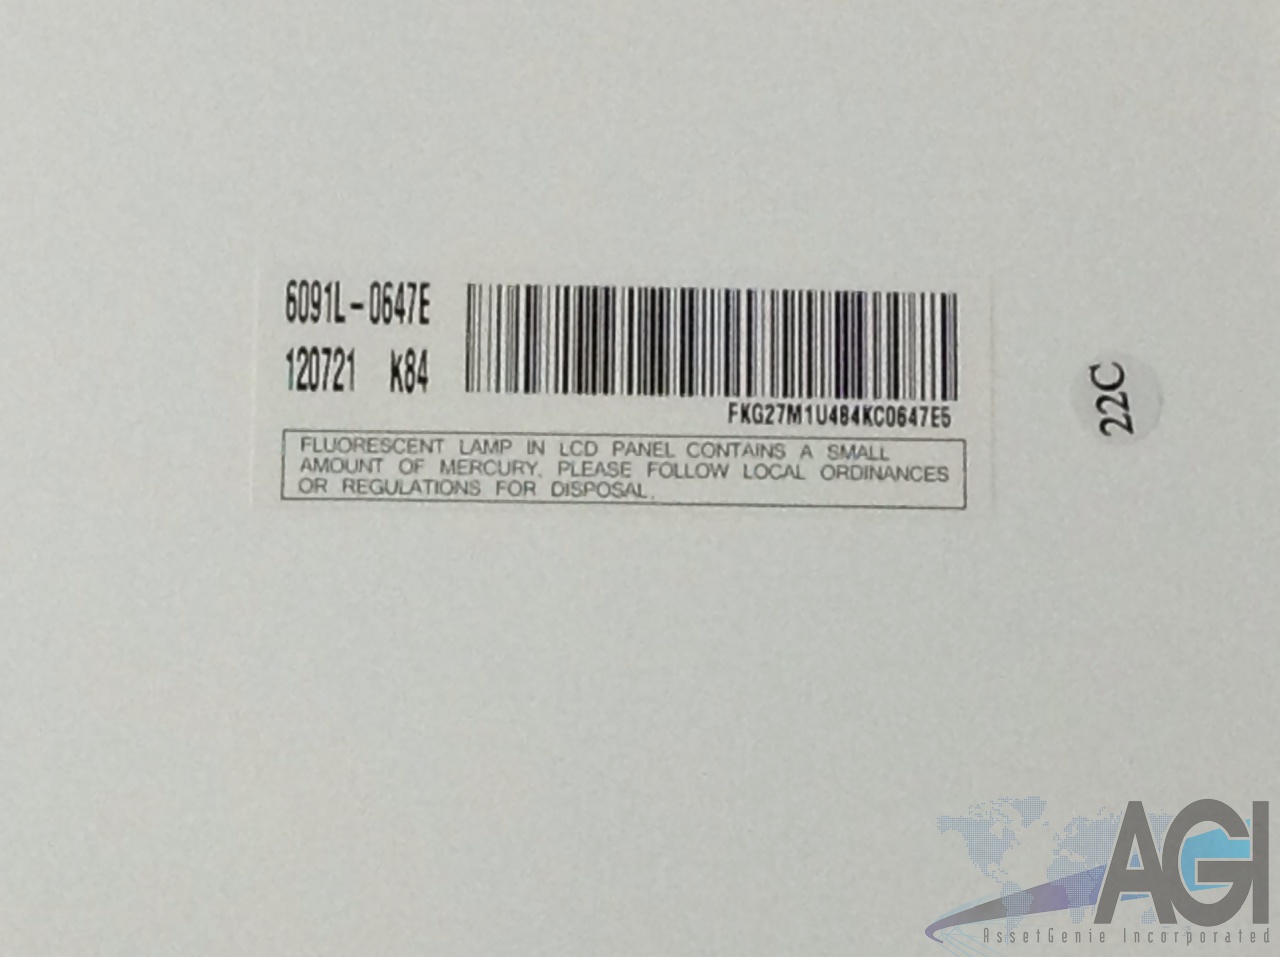 6091L-0647E
120721 K84
FKG27M1U484KC0647E5
FLUORESCENT LAMP IN LCD PANEL CONTAINS A SMALL
AMOUNT OF MERCURY. PLEASE FOLLOW LOCAL ORDINANCES
OR REGULATIONS FOR DISPOSAL.
22C
AGI
AssetGenie Incorporated